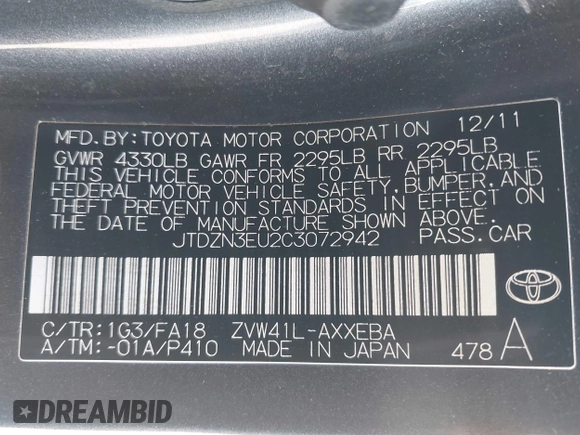 MFD.BY:TOYOTA MOTOR CORPORATION 12/11
GVWR 4330LB GAWR FR 2295LB RR 2295LB
THIS VEHICLE CONFORMS TO ALL APPLICABLE
FEDERAL MOTOR VEHICLE SAFETY,BUMPER,AND
THEFT PREVENTION STANDARDS IN EFFECT ON
THE DATE OF MANUFACTURE SHOWN ABOVE.
JTDZN3EU2C3072942 PASS.CAR
C/TR:1G3/FA18 ZVW41L-AXXEBA
A/TM:-01A/P410 MADE IN JAPAN 478 A
DREAMBID